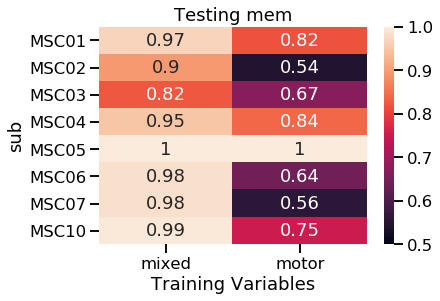 Testing mem
sub
MSC01 0.97 0.82
MSC02 0.9 0.54
MSC03 0.82 0.67
MSC04 0.95 0.84
MSC05 1 1
MSC06 0.98 0.64
MSC07 0.98 0.56
MSC10 0.99 0.75
mixed motor
Training Variables
1.0
0.9
0.8
0.7
0.6
0.5